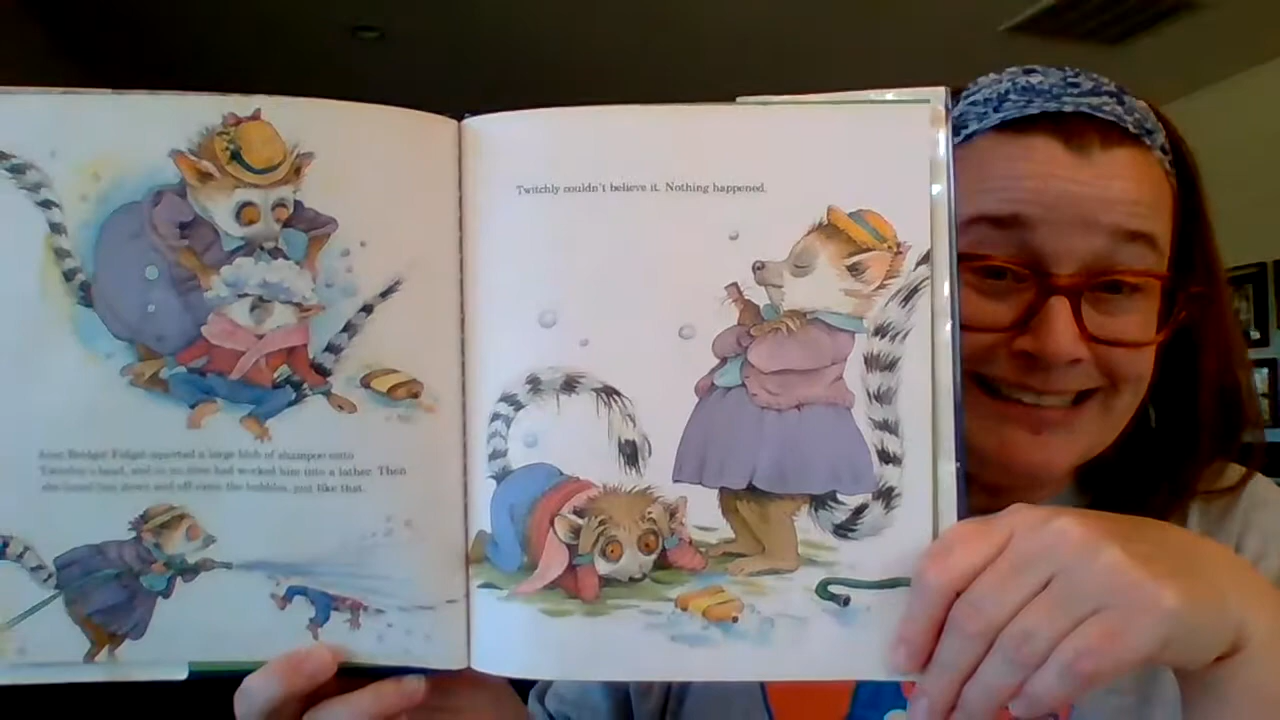 Aunt Bridgit Fidget squirted a large blob of shampoo onto
Twitchly's head, and in no time had worked him into a lather. Then
she hosed him down and off came the bubbles, just like that.
Twitchly couldn't believe it. Nothing happened.